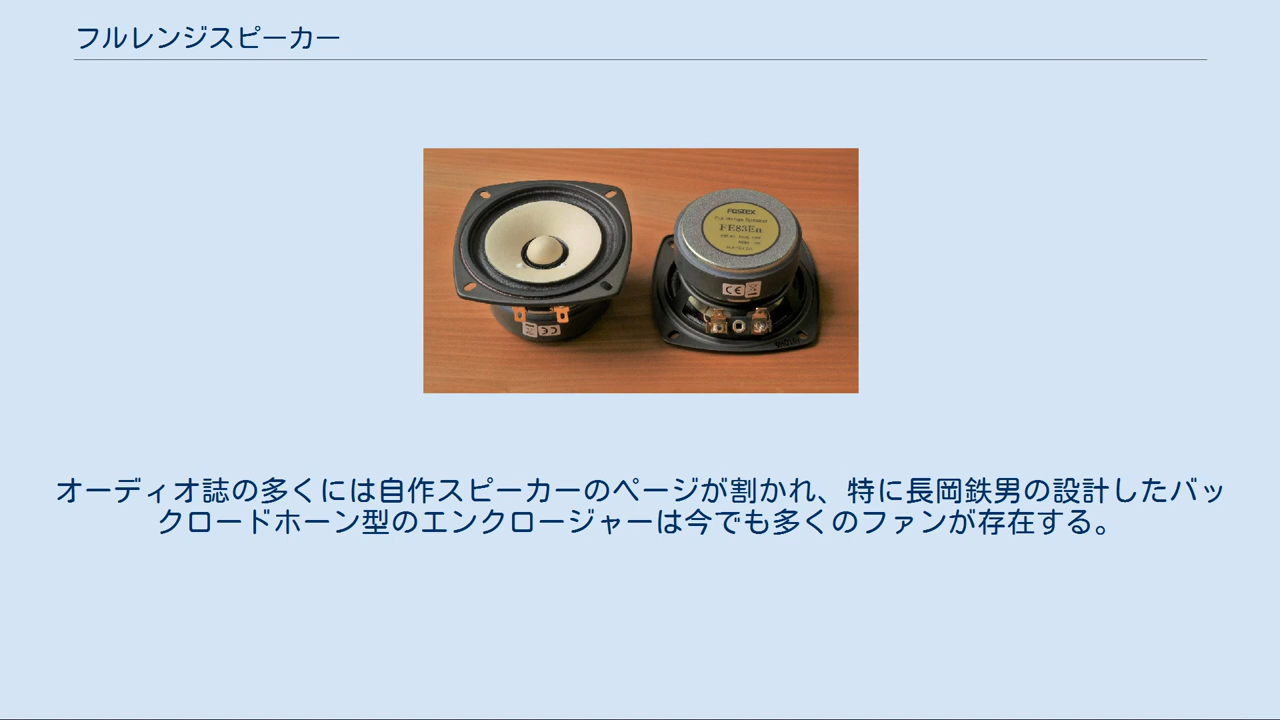 フルレンジスピーカー
FOSTEX
Full Range Speaker
FE83En
CE
オーディオ誌の多くには自作スピーカーのページが割かれ、特に長岡鉄男の設計したバッ
クロードホーン型のエンクロージャーは今でも多くのファンが存在する。